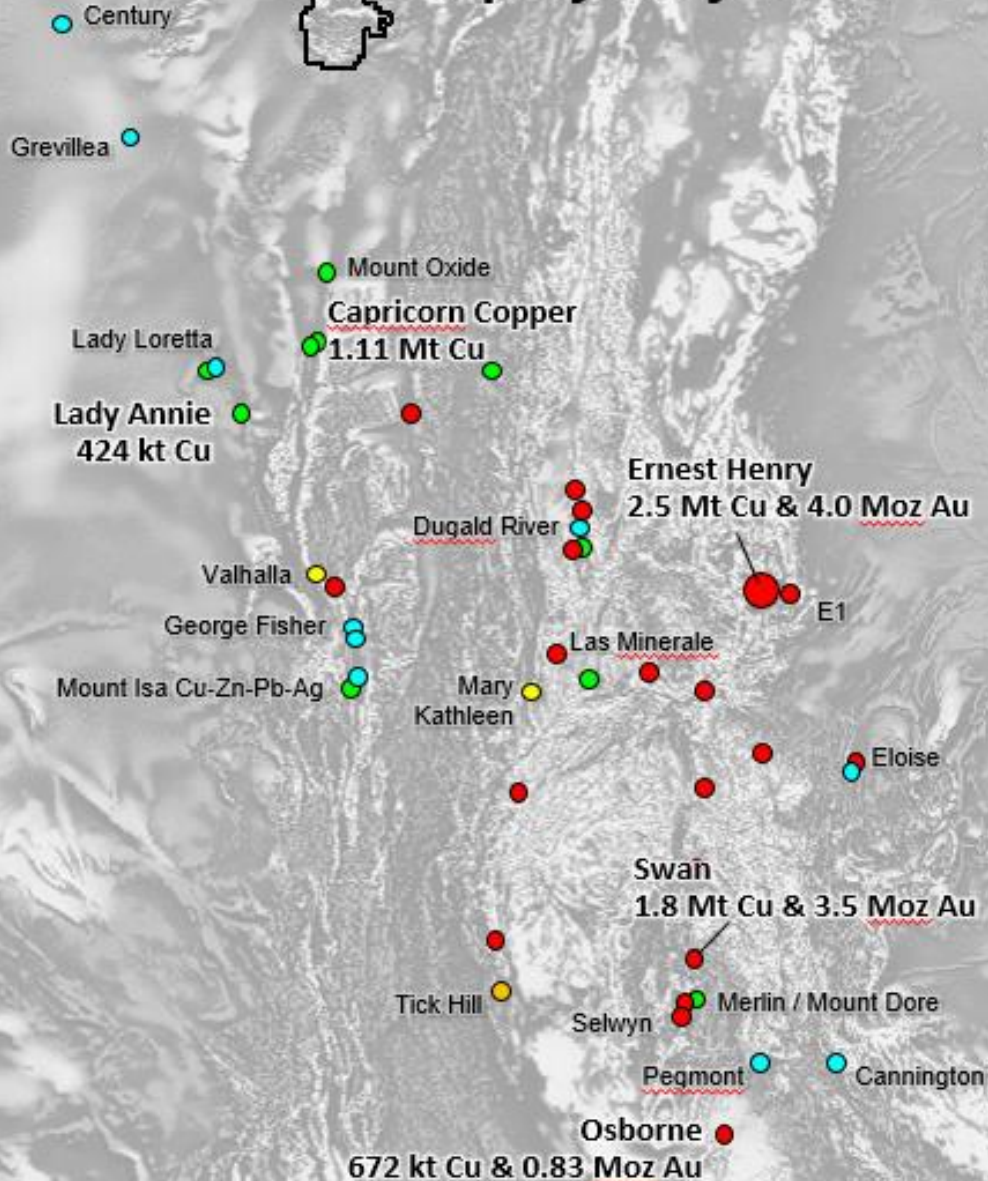 Century
Grevillea
Mount Oxide
Capricorn Copper
1.11 Mt Cu
Lady Loretta
Lady Annie
424 kt Cu
Ernest Henry
2.5 Mt Cu & 4.0 Moz Au
Dugald River
Valhalla
E1
George Fisher
Las Minerale
Mount Isa Cu-Zn-Pb-Ag
Mary
Kathleen
Eloise
Swan
1.8 Mt Cu & 3.5 Moz Au
Tick Hill
Merlin / Mount Dore
Selwyn
Pegmont
Cannington
Osborne
672 kt Cu & 0.83 Moz Au